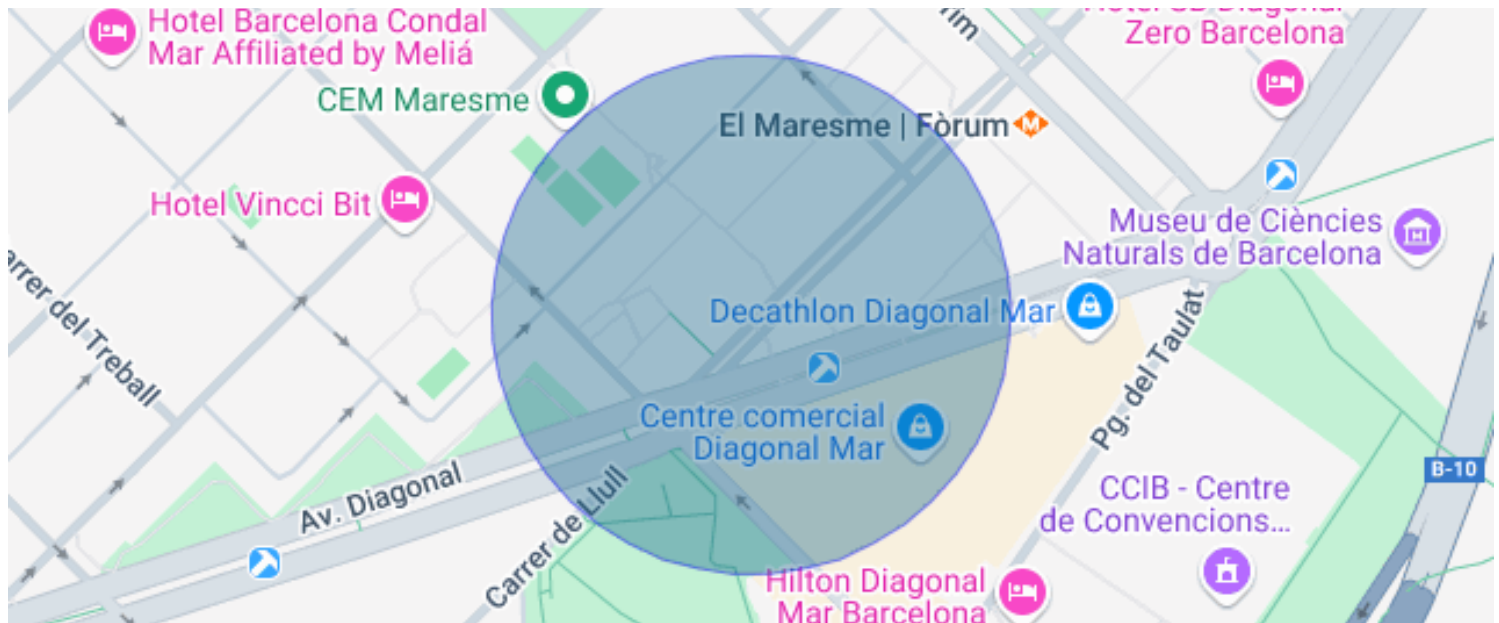 Hotel Barcelona Condal
Mar Affiliated by Meliá
Zero Barcelona
CEM Maresme
El Maresme | Fòrum
M
Hotel Vincci Bit
Museu de Ciències
Naturals de Barcelona
Decathlon Diagonal Mar
Carrer del Treball
Pg. del Taulat
Centre comercial
Diagonal Mar
Av. Diagonal
Carrer de Llull
B-10
CCIB - Centre
de Convencions...
Hilton Diagonal
Mar Barcelona